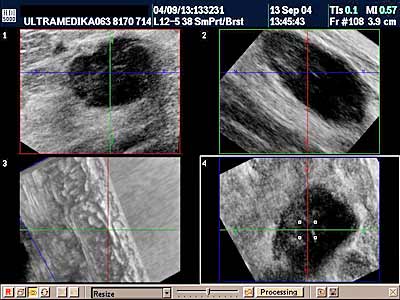 ULTRAMEDIKA063 8170 714
04/09/13:133231
L12-5 38 SmPrt/Brst
13 Sep 04
13:45:43
TIs 0.1 MI 0.57
Fr #108 3.9 cm
1
2
3
4
R
Resize
Processing